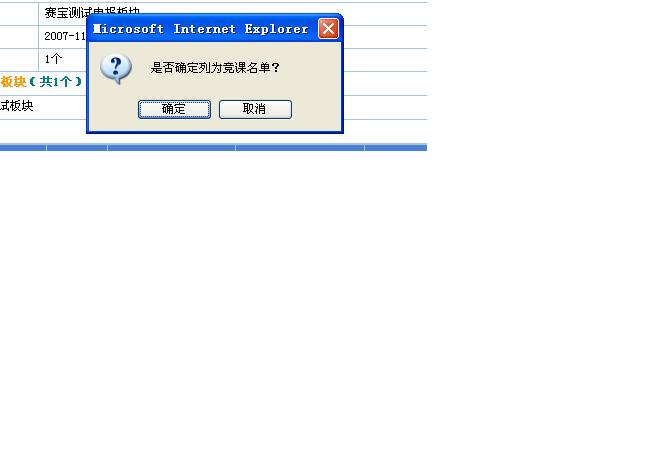 赛宝测试申报板块
Microsoft Internet Explorer
2007-11
1个
是否确定列为竞课名单?
板块(共1个)
试板块
确定 取消